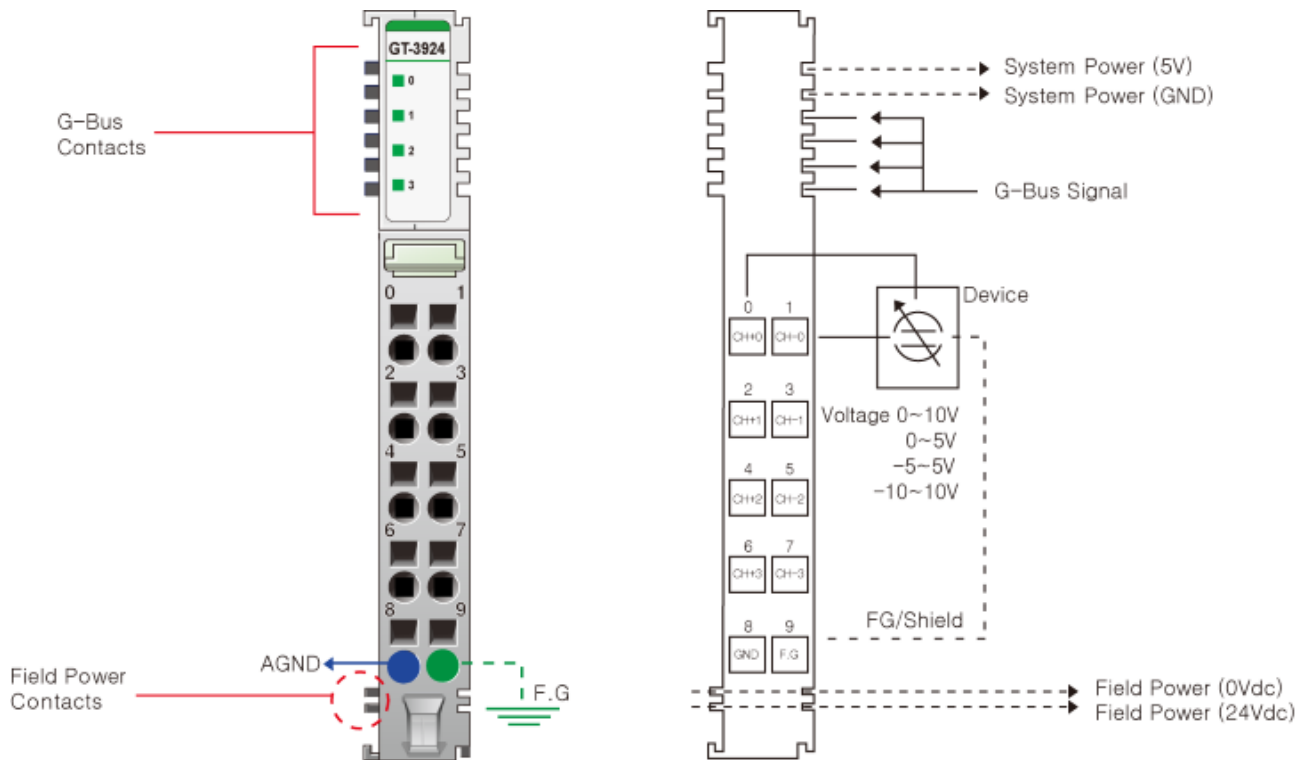 GT-3924
0
1
2
3
G-Bus
Contacts
0 1
2 3
4 5
6 7
8 9
AGND
F.G
Field Power
Contacts
System Power (5V)
System Power (GND)
G-Bus Signal
Device
0 1
CH+0 CH-0
2 3
CH+1 CH-1
Voltage 0~10V
0~5V
-5~5V
-10~10V
4 5
CH+2 CH-2
6 7
CH+3 CH-3
FG/Shield
8 9
GND F.G
Field Power (0Vdc)
Field Power (24Vdc)